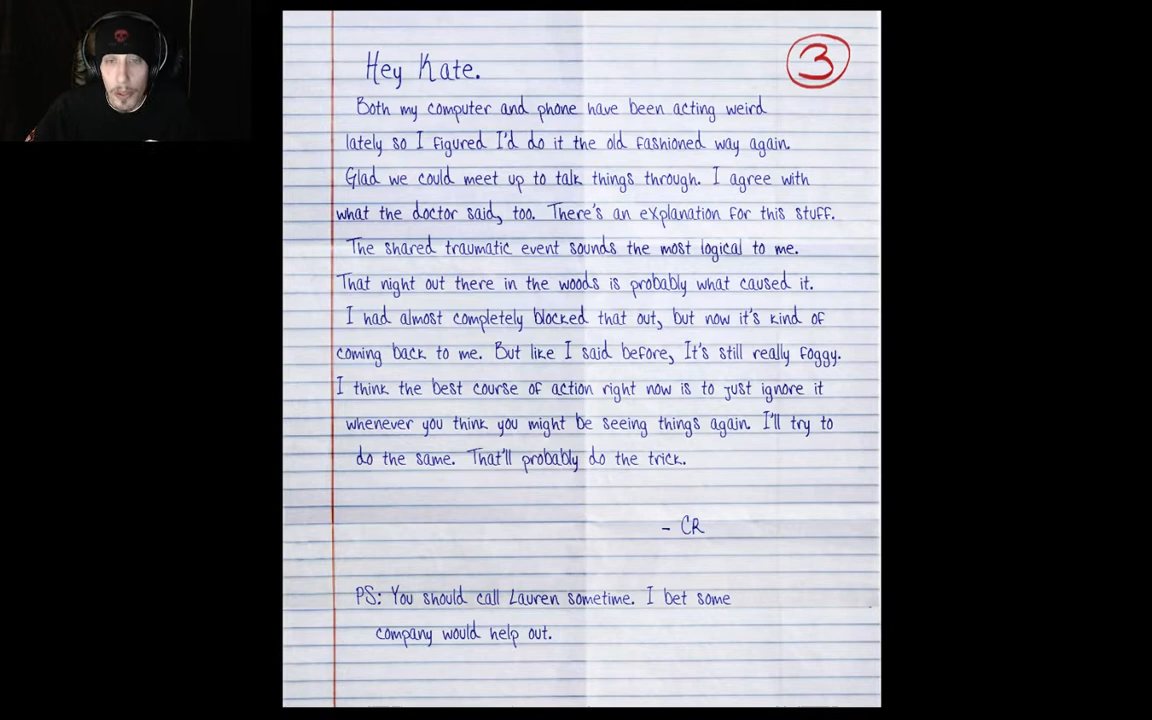 3
Hey Kate.
Both my computer and phone have been acting weird
lately so I figured I'd do it the old fashioned way again.
Glad we could meet up to talk things through. I agree with
what the doctor said, too. There's an explanation for this stuff.
The shared traumatic event sounds the most logical to me.
That night out there in the woods is probably what caused it.
I had almost completely blocked that out, but now it's kind of
coming back to me. But like I said before, It's still really foggy.
I think the best course of action right now is to just ignore it
whenever you think you might be seeing things again. I'll try to
do the same. That'll probably do the trick.
- CR
PS: You should call Lauren sometime. I bet some
company would help out.